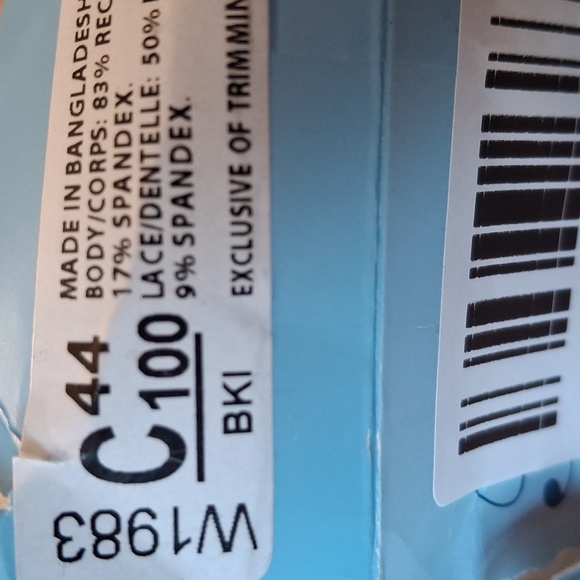 MADE IN BANGLADESH
BODY/CORPS: 83% REC
17% SPANDEX.
LACE/DENTELLE: 50%
9% SPANDEX.
EXCLUSIVE OF TRIMMIN
C 44
100
BKI
W1983